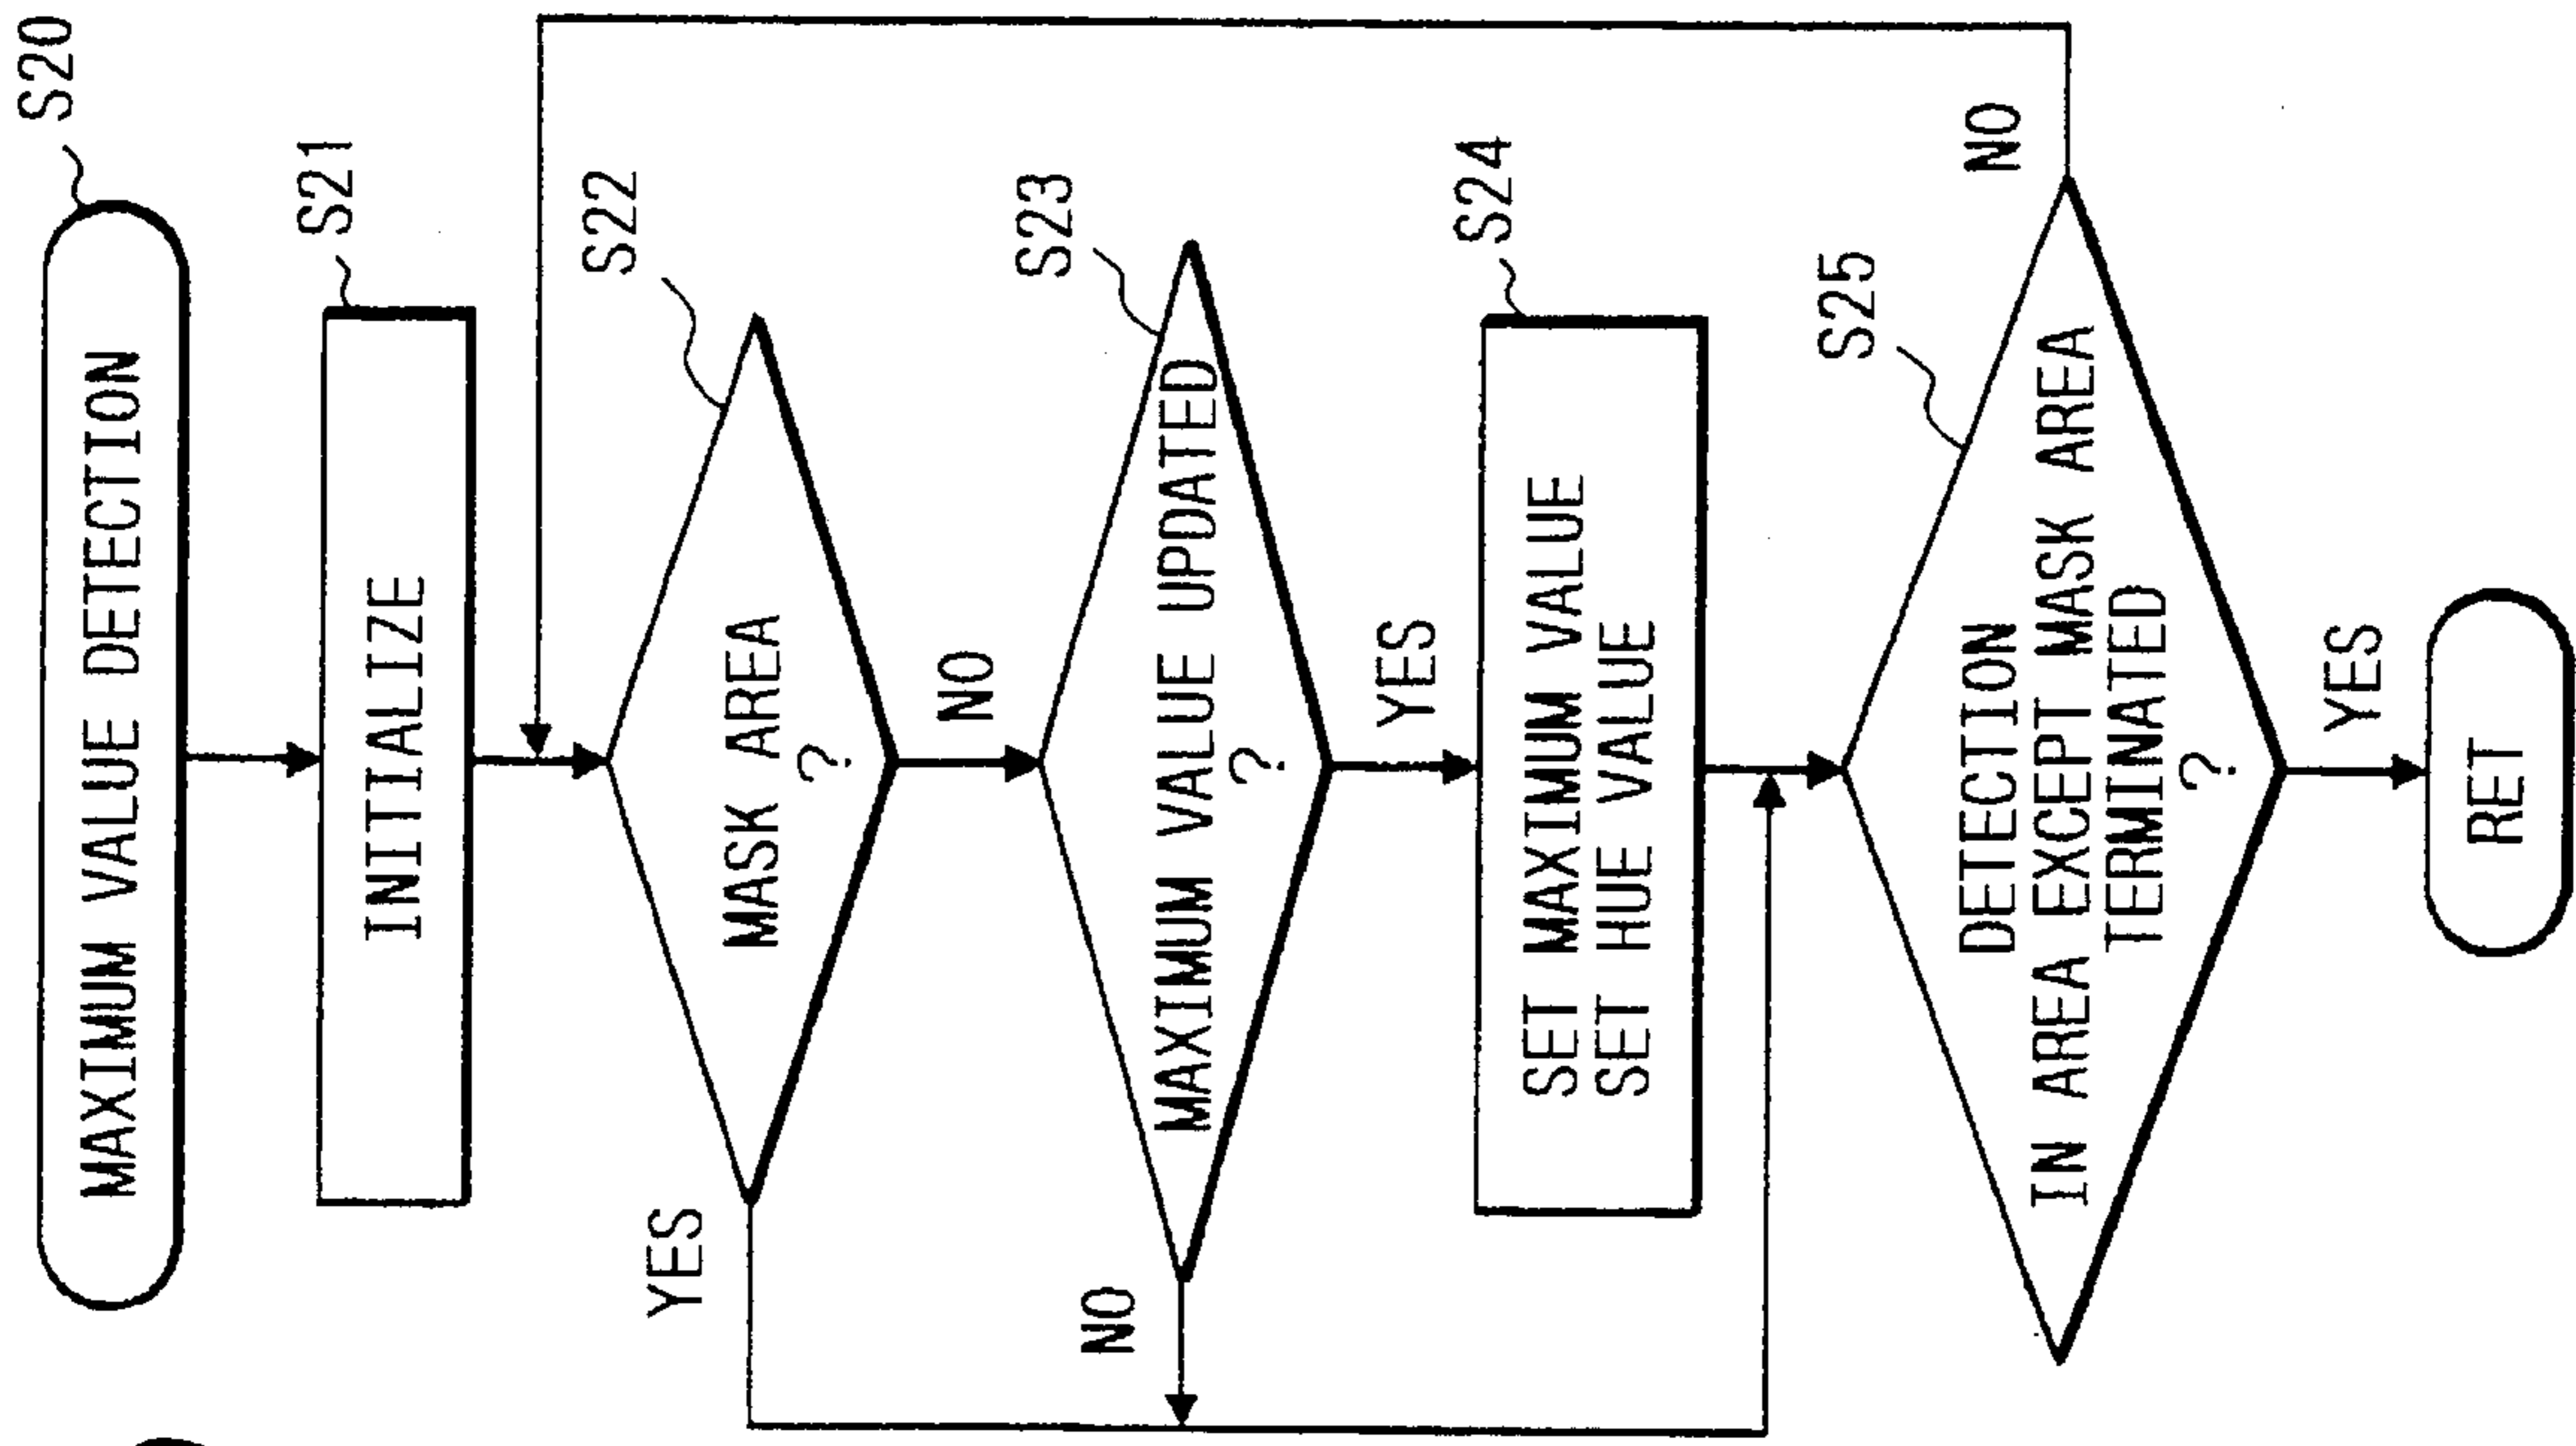 S20
MAXIMUM VALUE DETECTION
S21
INITIALIZE
S22
MASK AREA
?
YES
NO
S23
MAXIMUM VALUE UPDATED
?
NO
YES
S24
SET MAXIMUM VALUE
SET HUE VALUE
S25
DETECTION
IN AREA EXCEPT MASK AREA
TERMINATED
?
NO
YES
RET